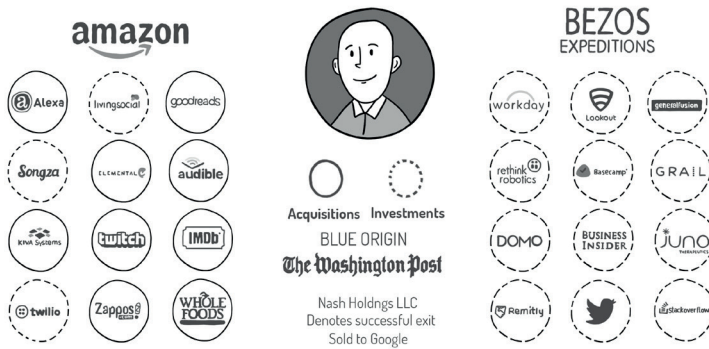 amazon
BEZOS
EXPEDITIONS
a Alexa
livingsocial
goodreads
Songza
ELEMENTAL
audible
KIVA Systems
twitch
IMDb
twilio
Zappos!
.com
WHOLE
FOODS
Acquisitions
Investments
BLUE ORIGIN
The Washington Post
Nash Holdngs LLC
Denotes successful exit
Sold to Google
workday
Lookout
generalfusion
rethink
robotics
Basecamp
GRAIL
DOMO
BUSINESS
INSIDER
JUNO
THERAPEUTICS
Remitly
stackoverflow